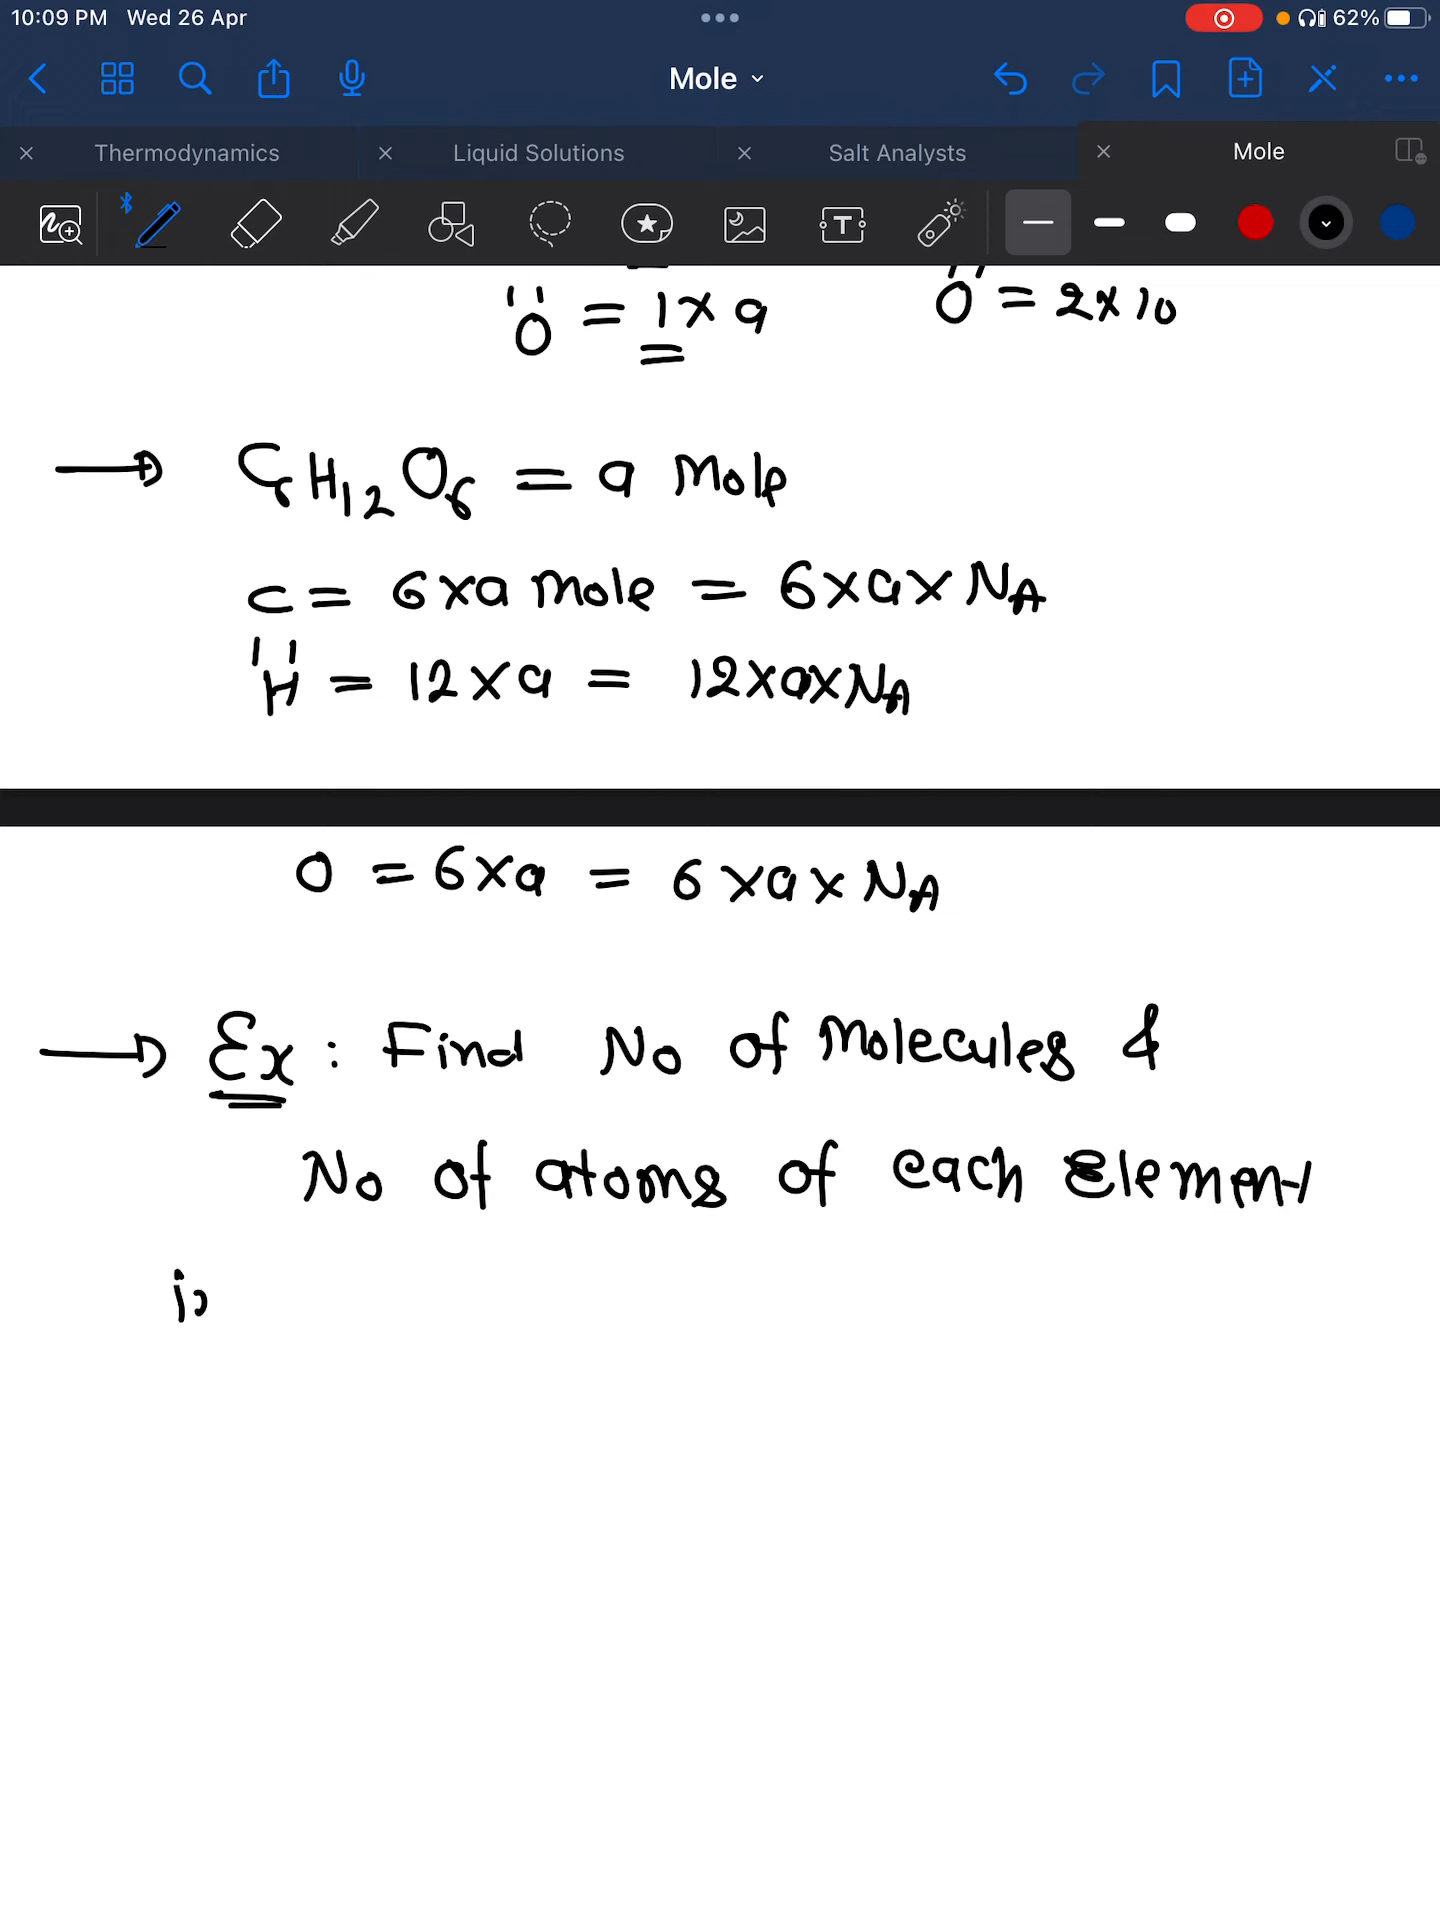 10:09 PM Wed 26 Apr 62%
Mole
Thermodynamics Liquid Solutions Salt Analysts Mole
T
O = 1 x a O = 2 x 10
C6H12O6 = a Mole
C = 6 x a mole = 6 x a x NA
H = 12 x a = 12 x a x NA
O = 6 x a = 6 x a x NA
Ex : Find No of Molecules &
No of atoms of each Element